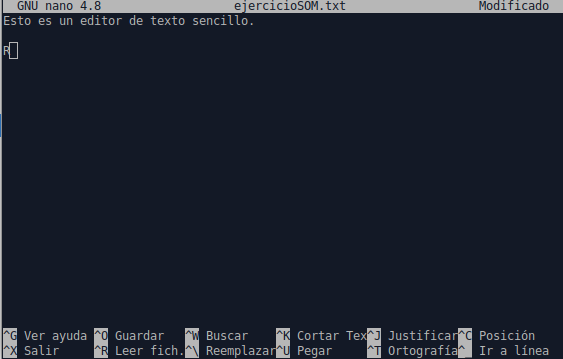 GNU nano 4.8 ejercicioSOM.txt Modificado
Esto es un editor de texto sencillo.
R
^G Ver ayuda ^O Guardar ^W Buscar ^K Cortar Tex ^J Justificar ^C Posición
^X Salir ^R Leer fich. ^\ Reemplazar ^U Pegar ^T Ortografía ^_ Ir a línea